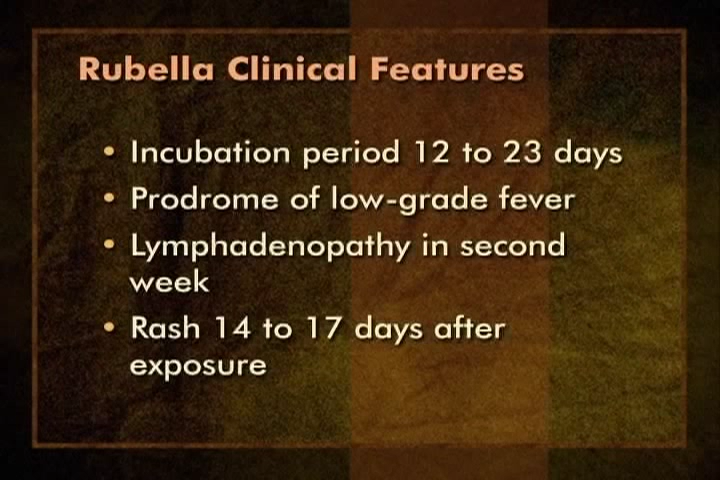 Rubella Clinical Features
• Incubation period 12 to 23 days
• Prodrome of low-grade fever
• Lymphadenopathy in second
week
• Rash 14 to 17 days after
exposure